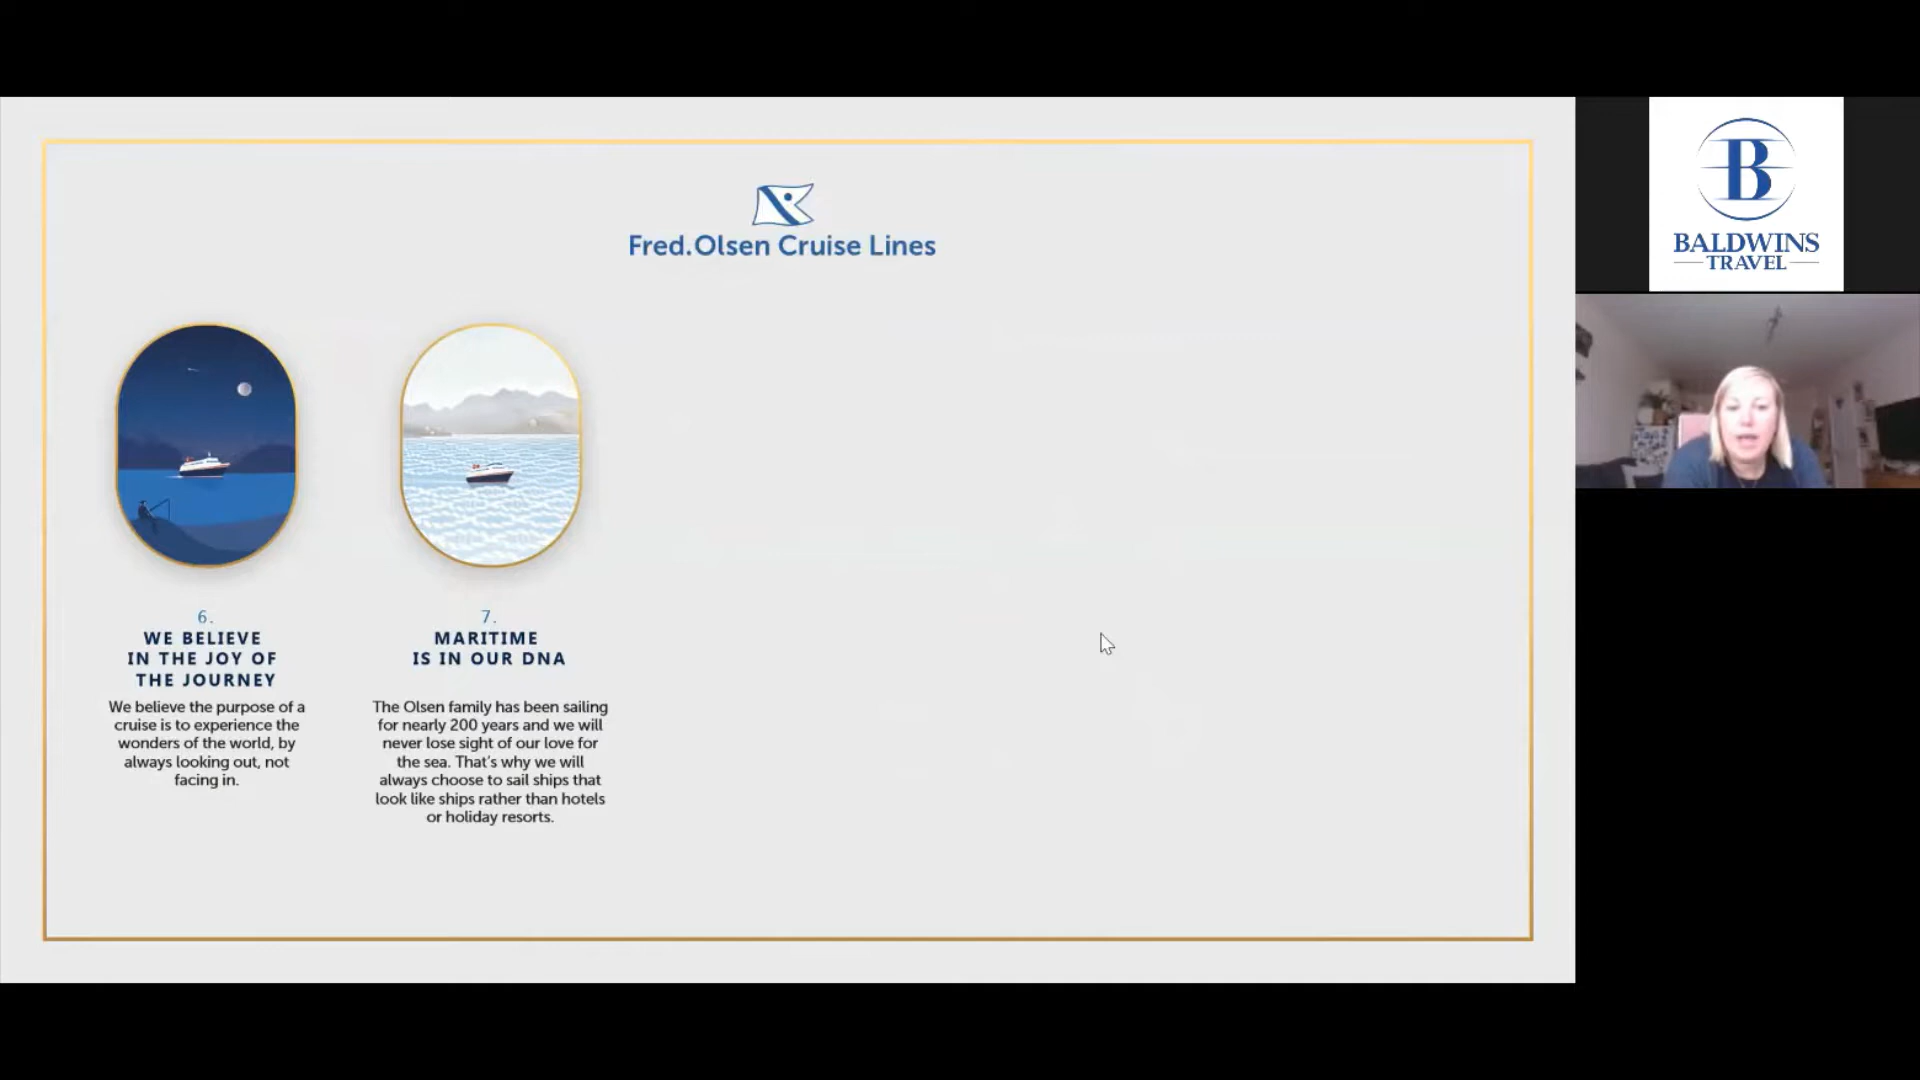 Fred.Olsen Cruise Lines
6.
WE BELIEVE
IN THE JOY OF
THE JOURNEY
We believe the purpose of a
cruise is to experience the
wonders of the world, by
always looking out, not
facing in.
7.
MARITIME
IS IN OUR DNA
The Olsen family has been sailing
for nearly 200 years and we will
never lose sight of our love for
the sea. That's why we will
always choose to sail ships that
look like ships rather than hotels
or holiday resorts.
B
BALDWINS
TRAVEL